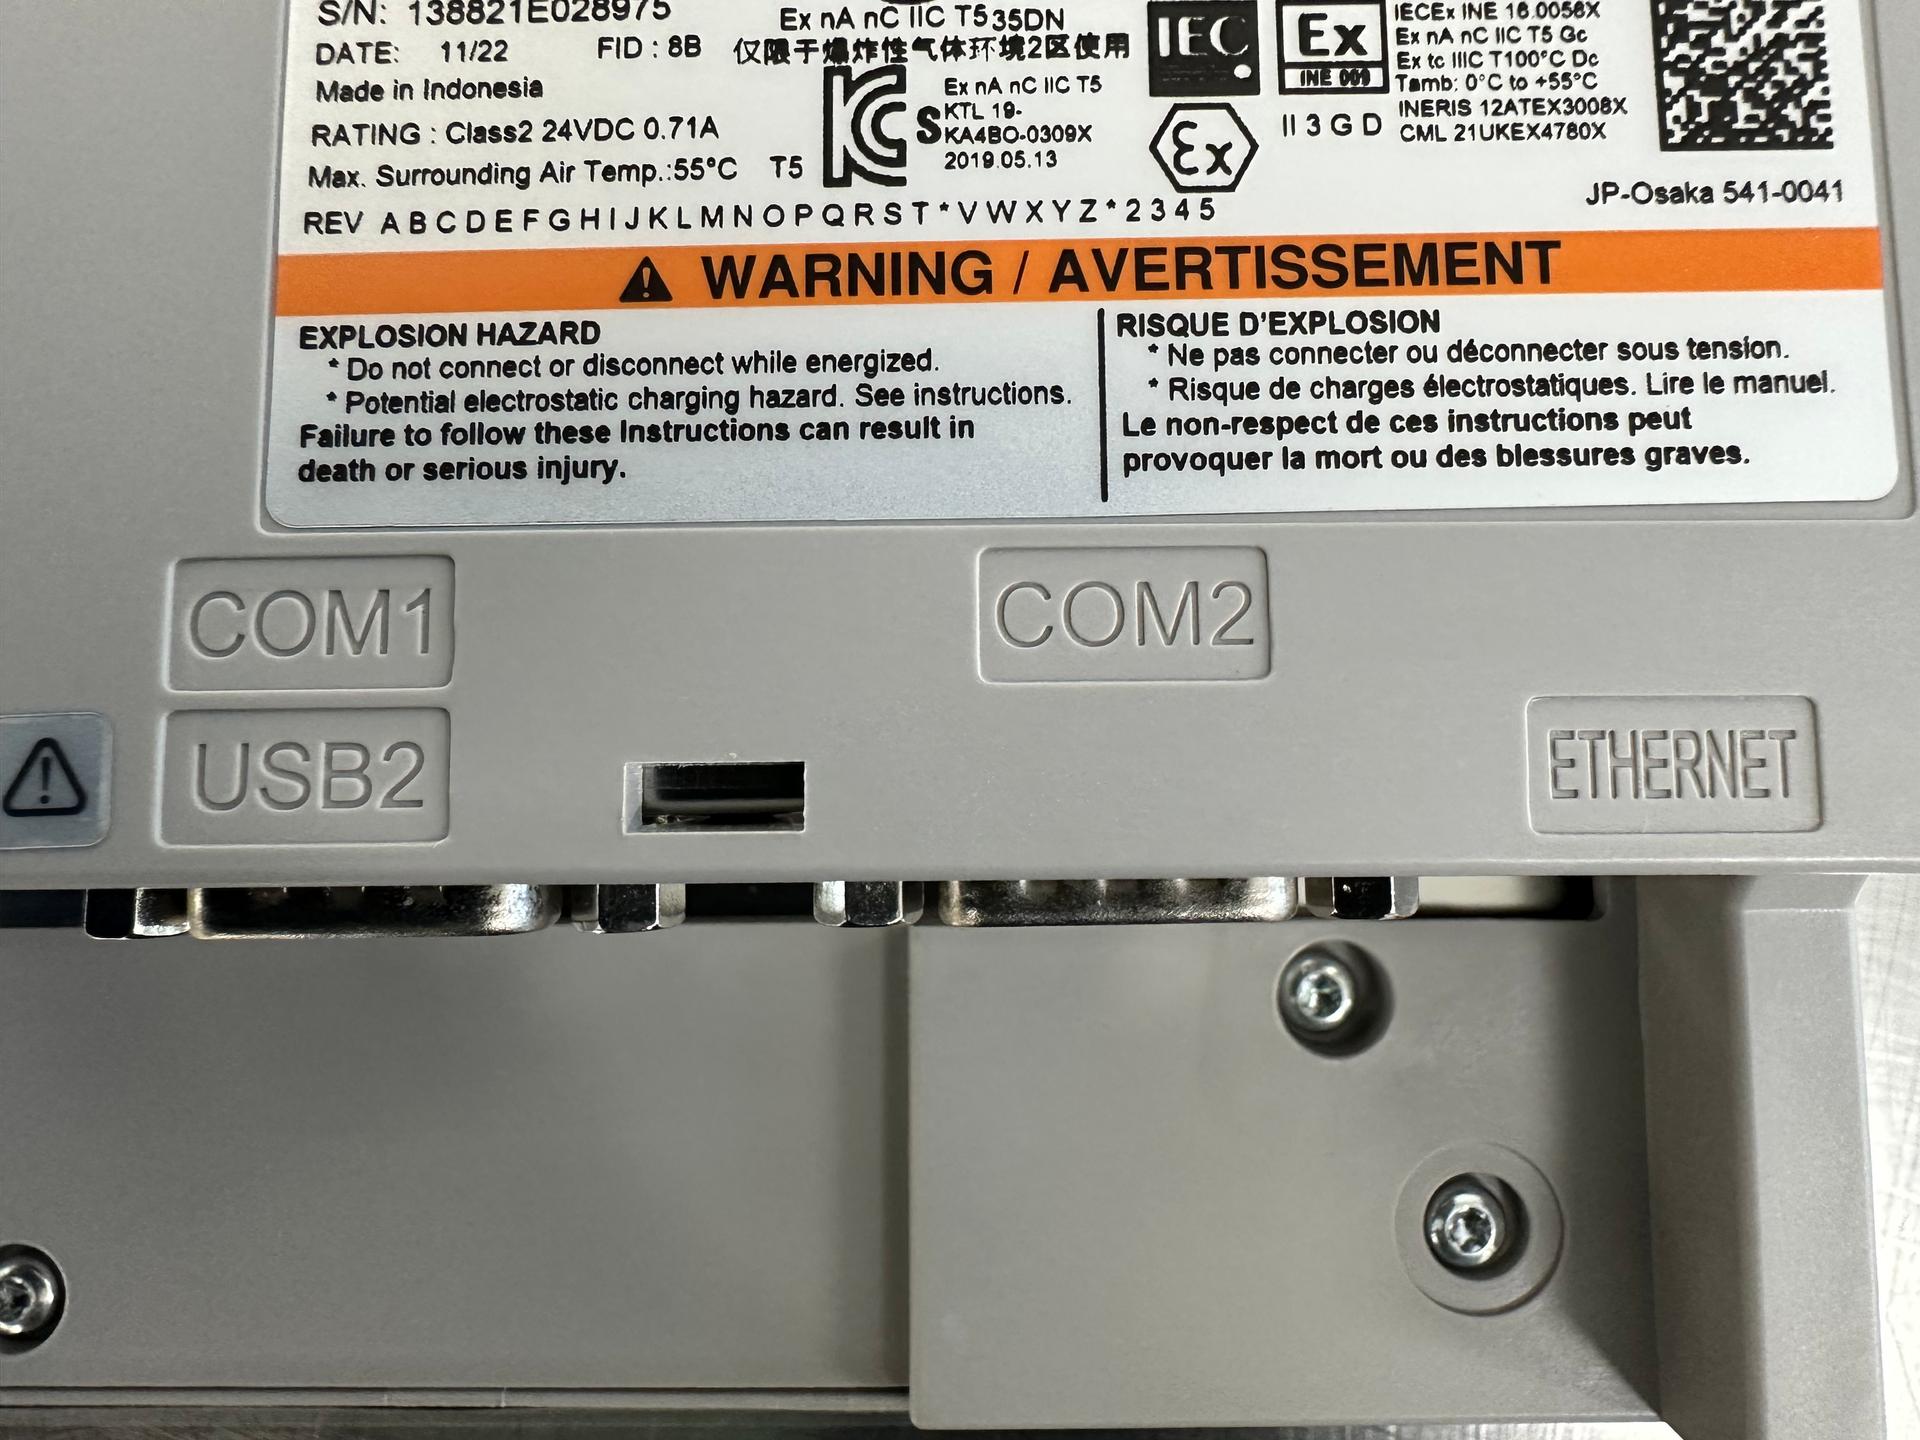 S/N: 138821E028975
DATE: 11/22 FID : 8B
Made in Indonesia
RATING : Class2 24VDC 0.71A
Max. Surrounding Air Temp.:55°C T5
REV A B C D E F G H I J K L M N O P Q R S T * V W X Y Z * 2 3 4 5
Ex nA nC IIC T5 35DN
仅限于爆炸性气体环境2区使用
KC S
Ex nA nC IIC T5
KTL 19-
KA4BO-0309X
2019.05.13
IEC
Ex
INE 009
Ex
II 3 G D
IECEx INE 16.0056X
Ex nA nC IIC T5 Gc
Ex tc IIIC T100°C Dc
Tamb: 0°C to +55°C
INERIS 12ATEX3008X
CML 21UKEX4780X
JP-Osaka 541-0041
WARNING / AVERTISSEMENT
EXPLOSION HAZARD
* Do not connect or disconnect while energized.
* Potential electrostatic charging hazard. See instructions.
Failure to follow these Instructions can result in
death or serious injury.
RISQUE D'EXPLOSION
* Ne pas connecter ou déconnecter sous tension.
* Risque de charges électrostatiques. Lire le manuel.
Le non-respect de ces instructions peut
provoquer la mort ou des blessures graves.
COM1
COM2
USB2
ETHERNET